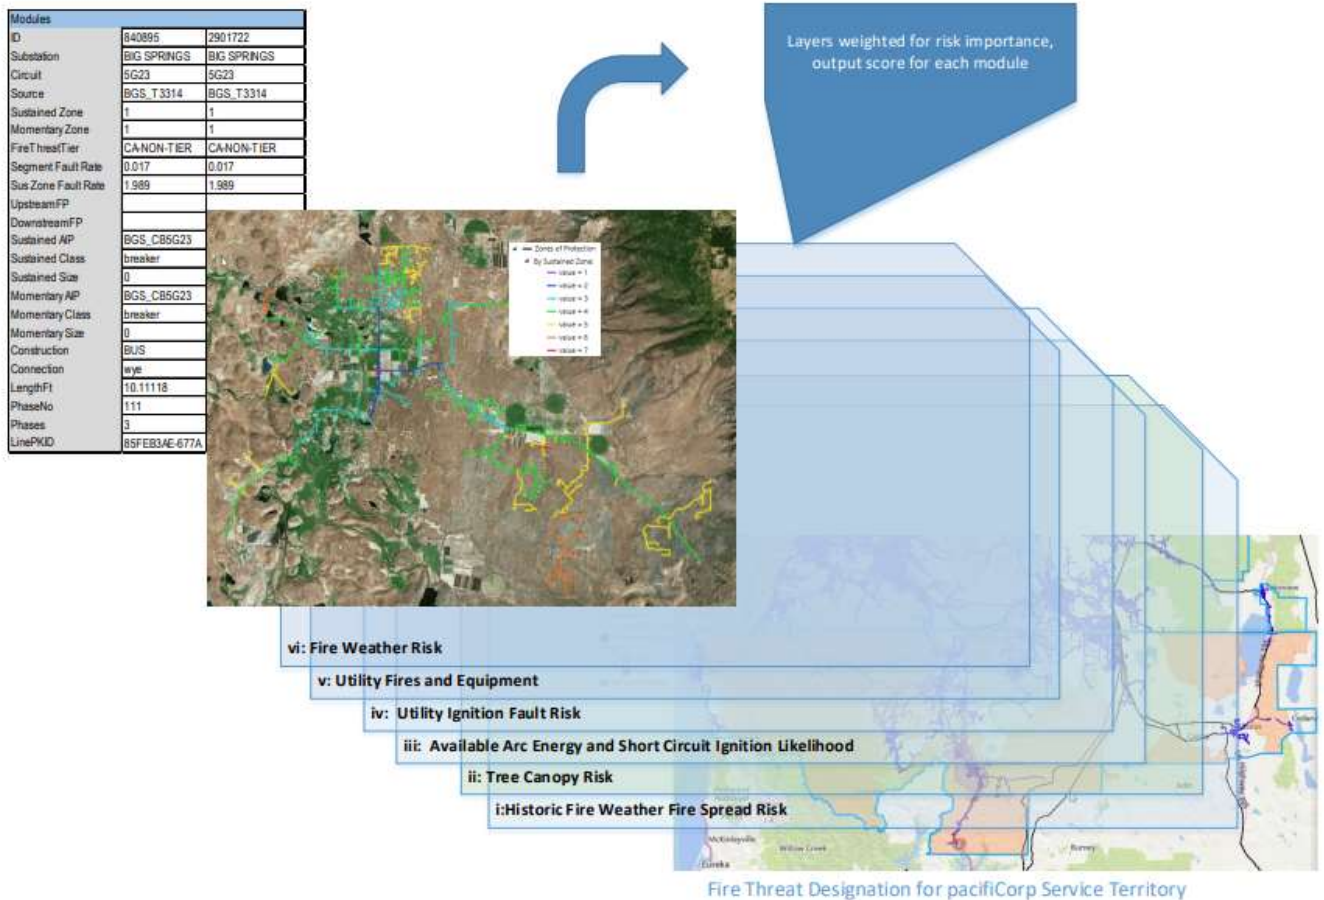 Modules
ID 840895 2901722
Substation BIG SPRINGS BIG SPRINGS
Circuit 5G23 5G23
Source BGS_T3314 BGS_T3314
Sustained Zone 1 1
Momentary Zone 1 1
FireThreatTier CA-NON-TIER CA-NON-TIER
Segment Fault Rate 0.017 0.017
Sus Zone Fault Rate 1.989 1.989
UpstreamFP
DownstreamFP
Sustained AIP BGS_CB5G23
Sustained Class breaker
Sustained Size 0
Momentary AIP BGS_CB5G23
Momentary Class breaker
Momentary Size 0
Construction BUS
Connection wye
LengthFt 10.11118
PhaseNo 111
Phases 3
LinePKID 85FEB3AE-677A
Layers weighted for risk importance,
output score for each module
Zones of Protection
By Sustained Zone
value = 1
value = 2
value = 3
value = 4
value = 5
value = 6
value = 7
vi: Fire Weather Risk
v: Utility Fires and Equipment
iv: Utility Ignition Fault Risk
iii: Available Arc Energy and Short Circuit Ignition Likelihood
ii: Tree Canopy Risk
i:Historic Fire Weather Fire Spread Risk
McKinleyville
Willow Creek
Burney
Eureka
Fire Threat Designation for pacifiCorp Service Territory